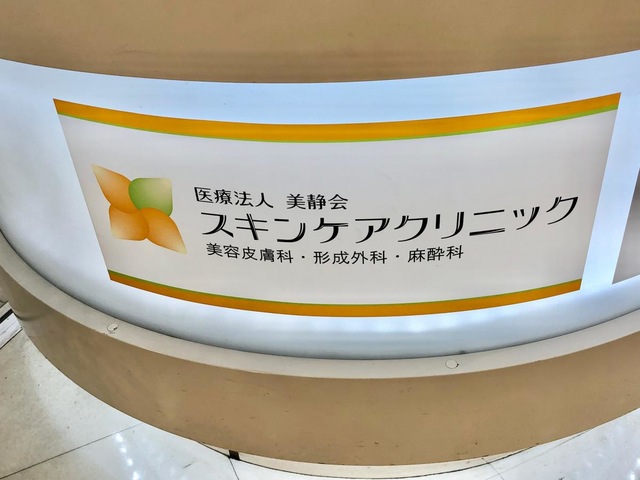 医療法人 美静会
スキンケアクリニック
美容皮膚科・形成外科・麻酔科